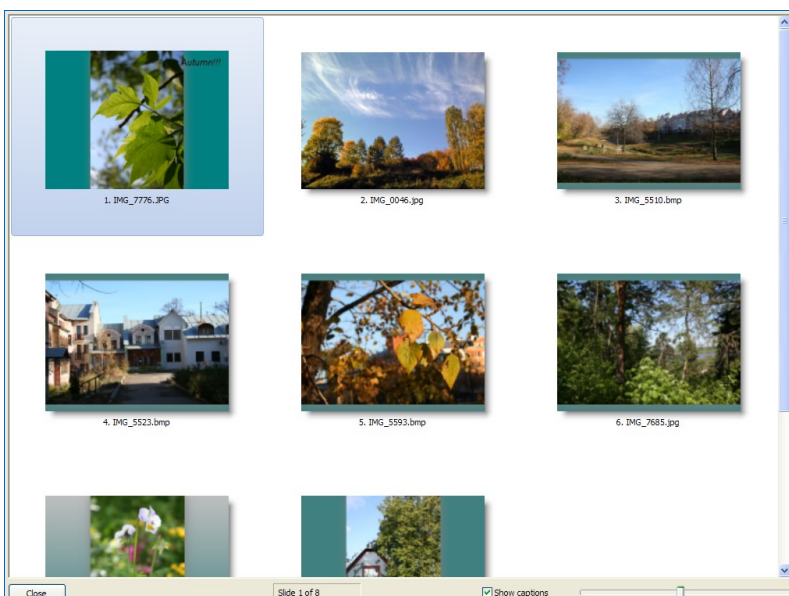 Autumn!!!
1. IMG_7776.JPG
2. IMG_0046.jpg
3. IMG_5510.bmp
4. IMG_5523.bmp
5. IMG_5593.bmp
6. IMG_7685.jpg
Close
Slide 1 of 8
Show captions